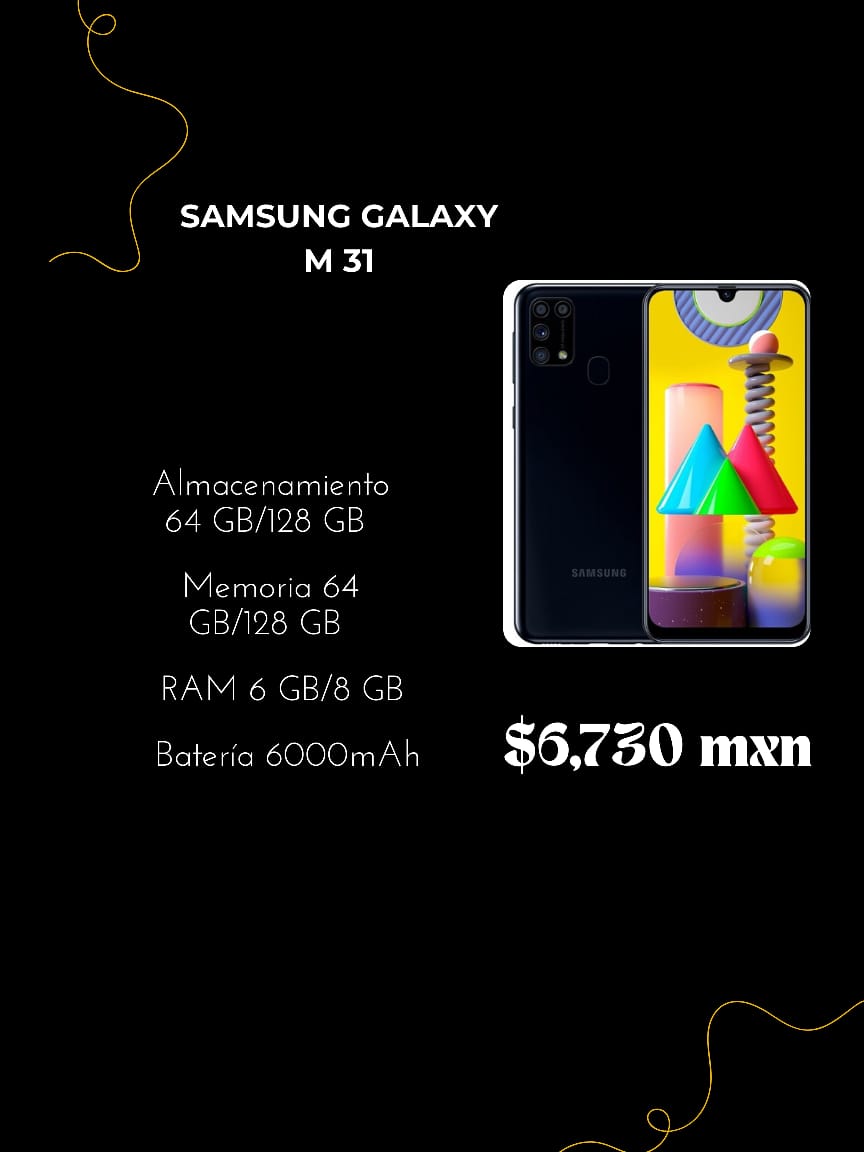 SAMSUNG GALAXY
M 31
Almacenamiento
64 GB/128 GB
Memoria 64
GB/128 GB
RAM 6 GB/8 GB
Batería 6000mAh
SAMSUNG
$6,730 mxn